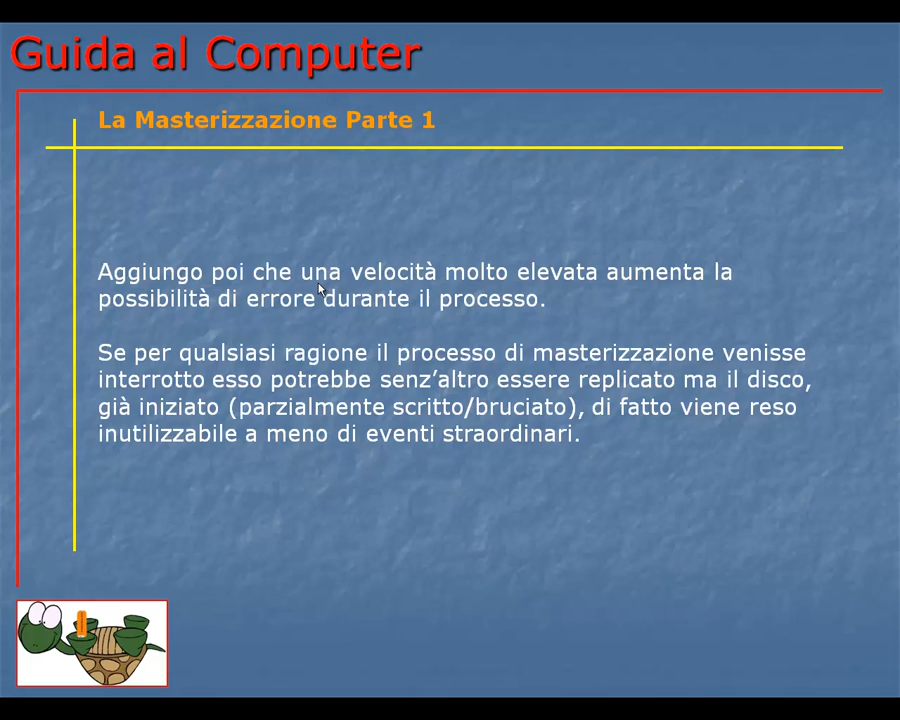 Guida al Computer
La Masterizzazione Parte 1
Aggiungo poi che una velocità molto elevata aumenta la
possibilità di errore durante il processo.
Se per qualsiasi ragione il processo di masterizzazione venisse
interrotto esso potrebbe senz’altro essere replicato ma il disco,
già iniziato (parzialmente scritto/bruciato), di fatto viene reso
inutilizzabile a meno di eventi straordinari.